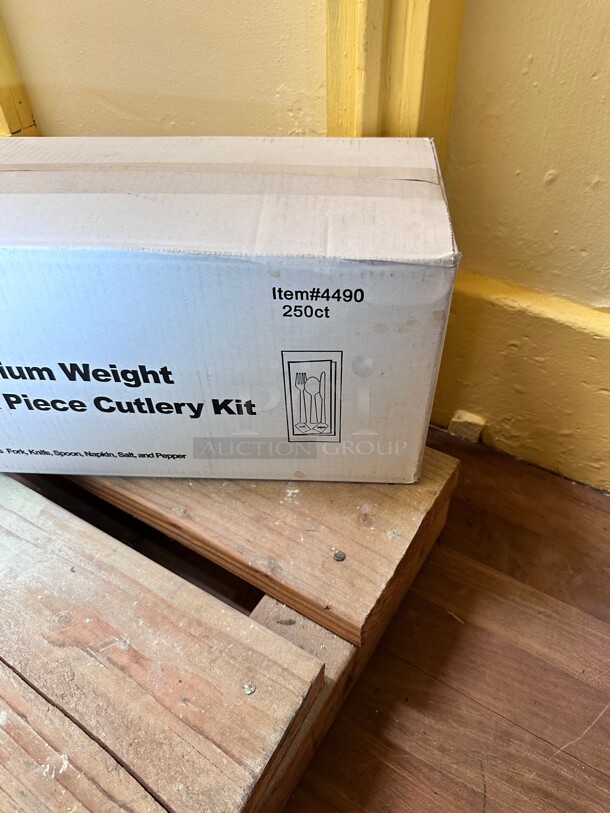 Item#4490
250ct
ium Weight
Piece Cutlery Kit
Fork, Knife, Spoon, Napkin, Salt, and Pepper
AUCTION GROUP